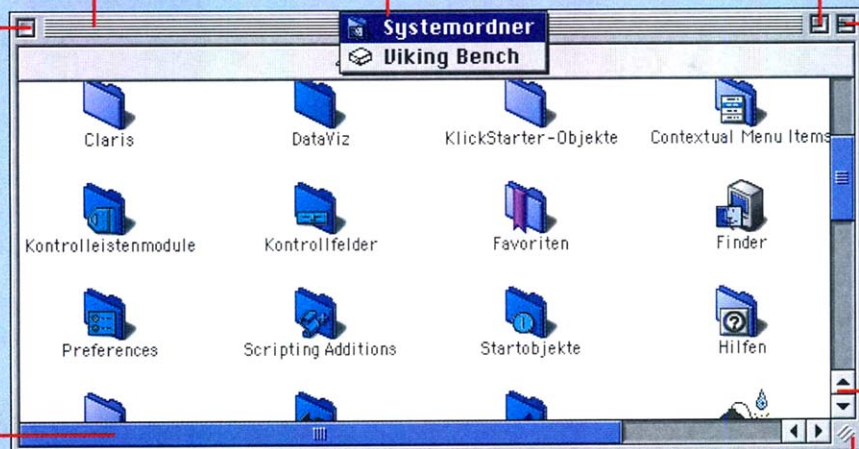 Systemordner
Viking Bench
Claris
DataViz
KlickStarter-Objekte
Contextual Menu Items
Kontrolleistenmodule
Kontrollfelder
Favoriten
Finder
Preferences
Scripting Additions
Startobjekte
Hilfen